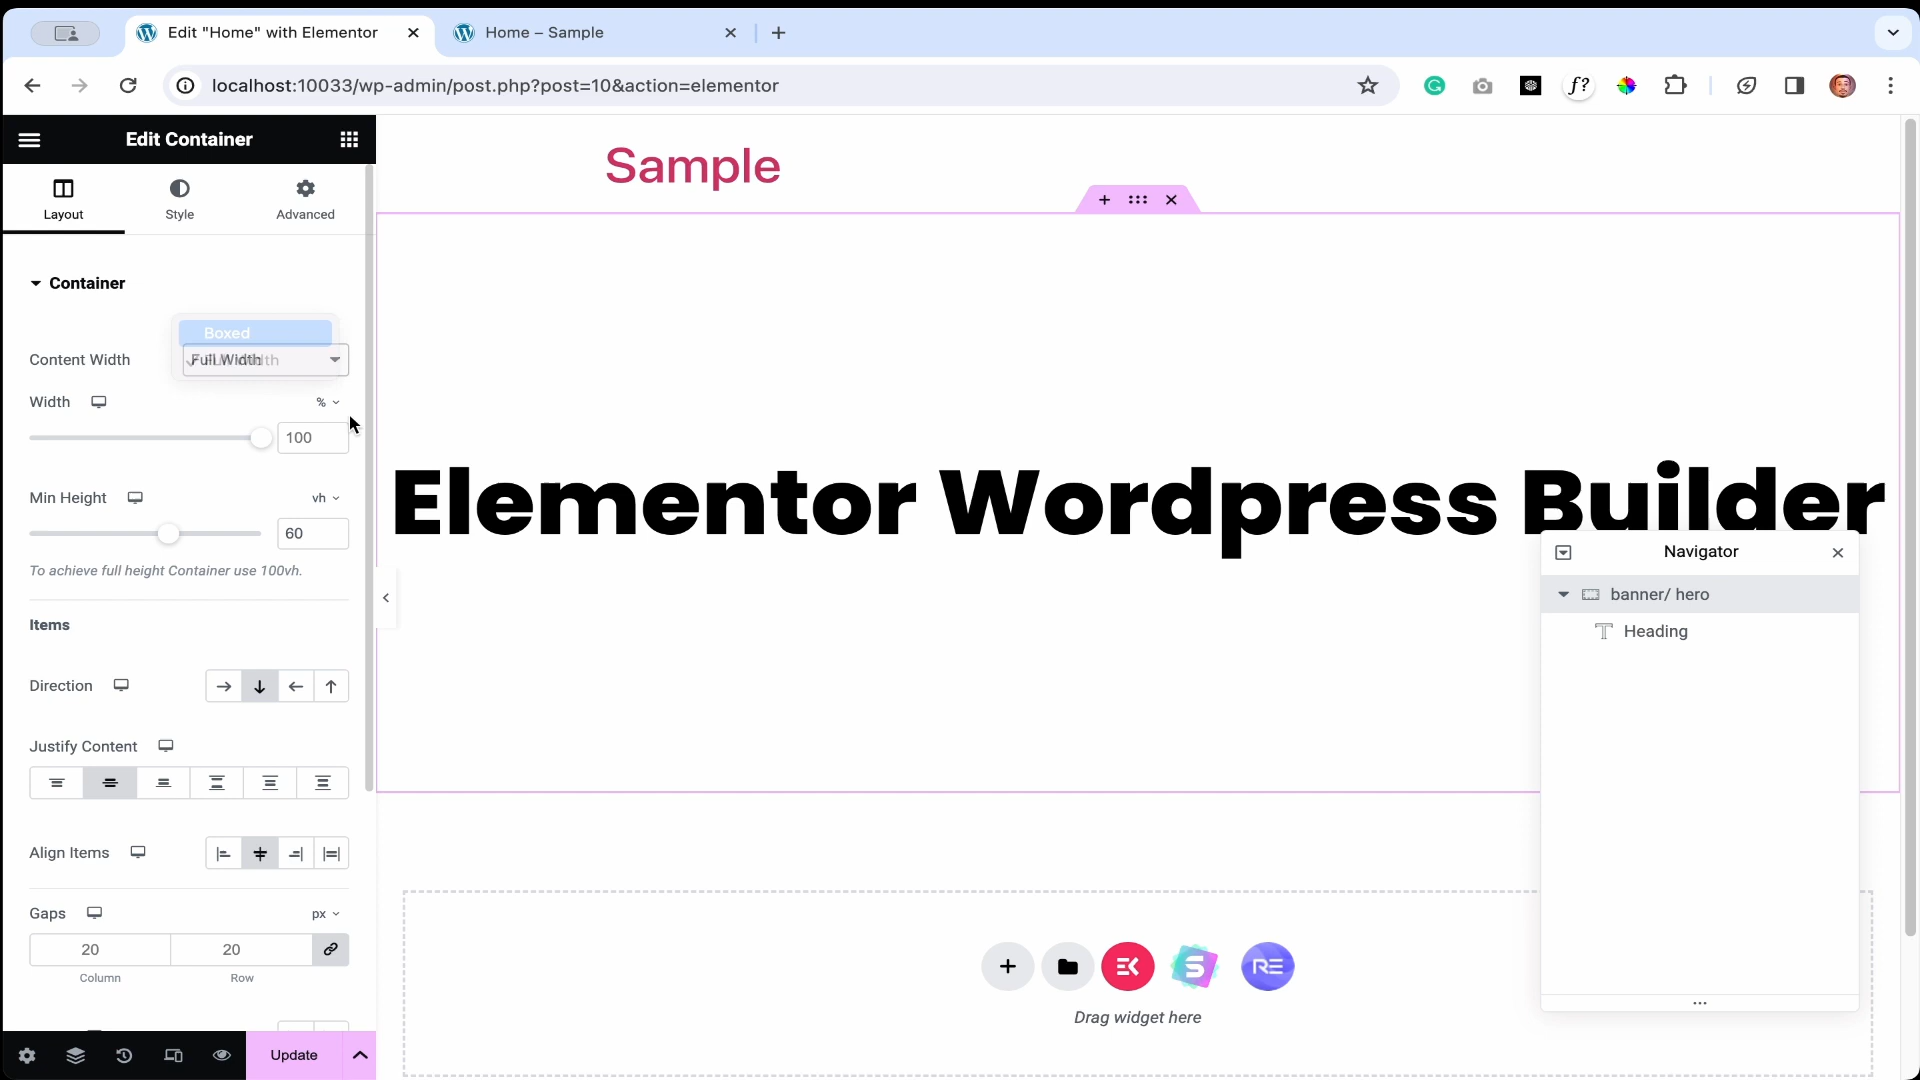 Edit "Home" with Elementor
Home – Sample
localhost:10033/wp-admin/post.php?post=10&action=elementor
f?
Edit Container
Layout
Style
Advanced
Container
Boxed
Content Width
Full Width
Width
%
100
Min Height
vh
60
To achieve full height Container use 100vh.
Items
Direction
Justify Content
Align Items
Gaps
px
20
20
Column
Row
Update
Sample
Elementor Wordpress Builder
Navigator
banner/ hero
Heading
Drag widget here